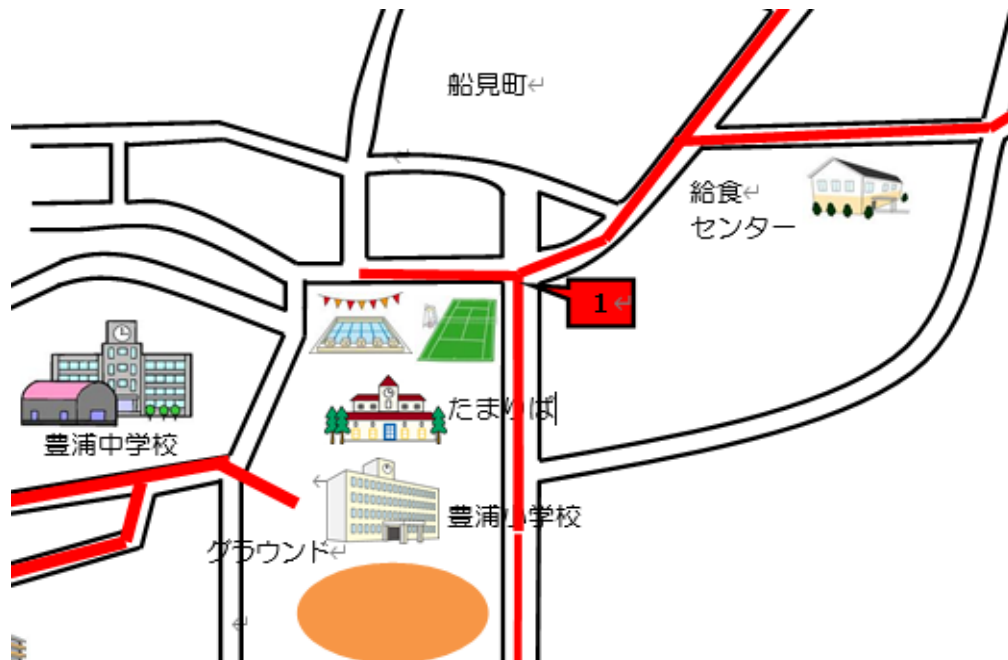 船見町
給食
センター
1
たまりば
豊浦中学校
豊浦小学校
グラウンド